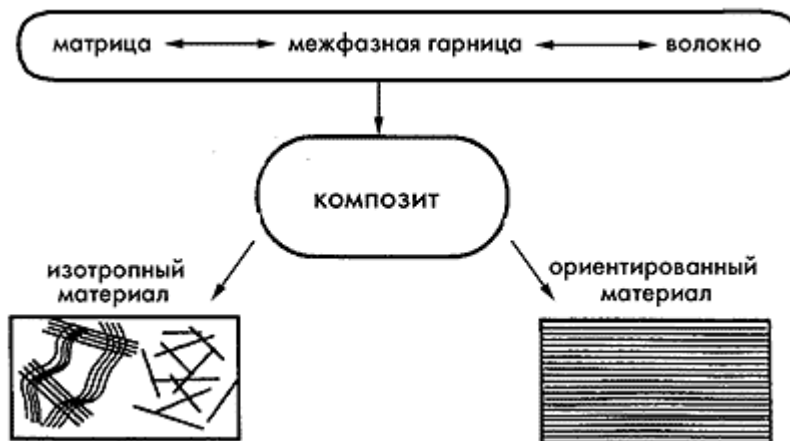 матрица межфазная гарница волокно
композит
изотропный
материал
ориентированный
материал